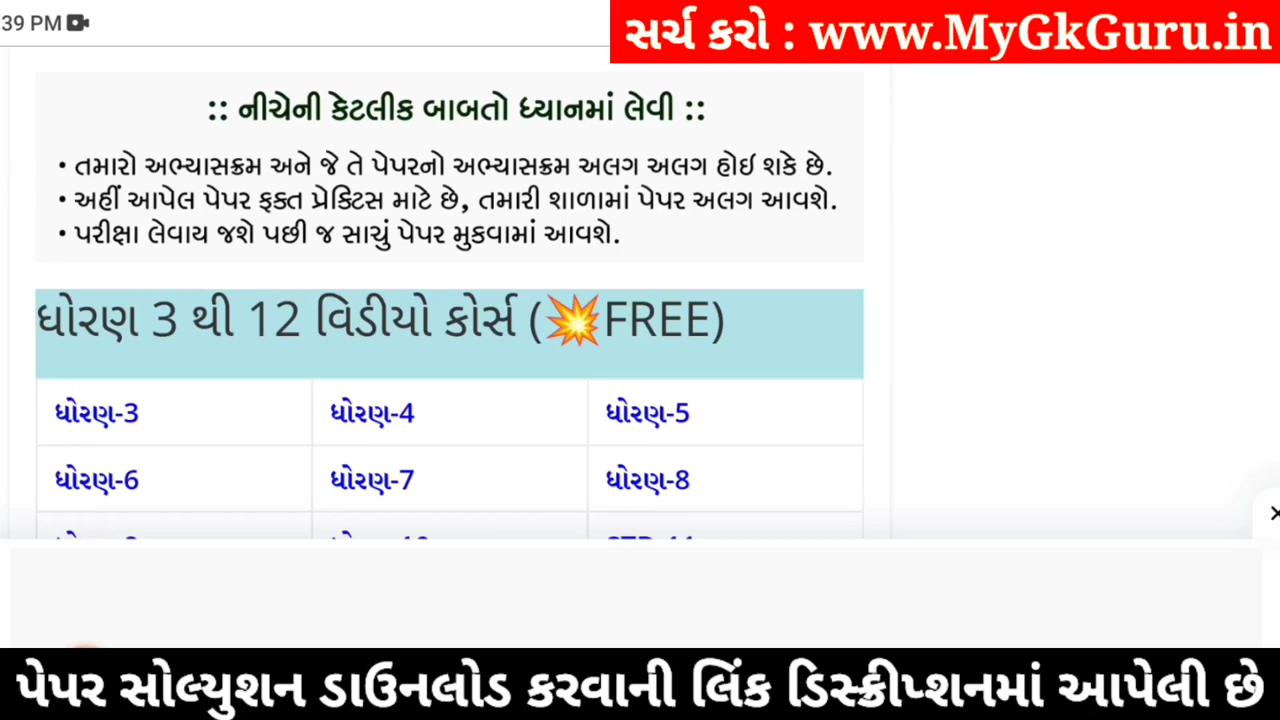 39 PM
સર્ચ કરો : www.MyGkGuru.in
:: નીચેની કેટલીક બાબતો ધ્યાનમાં લેવી ::
• તમારો અભ્યાસક્રમ અને જે તે પેપરનો અભ્યાસક્રમ અલગ અલગ હોઈ શકે છે.
• અહીં આપેલ પેપર ફક્ત પ્રેક્ટિસ માટે છે, તમારી શાળામાં પેપર અલગ આવશે.
• પરીક્ષા લેવાય જશે પછી જ સાચું પેપર મુકવામાં આવશે.
ધોરણ 3 થી 12 વિડીયો કોર્સ (💥FREE)
ધોરણ-3 ધોરણ-4 ધોરણ-5
ધોરણ-6 ધોરણ-7 ધોરણ-8
પેપર સોલ્યુશન ડાઉનલોડ કરવાની લિંક ડિસ્ક્રીપ્શનમાં આપેલી છે